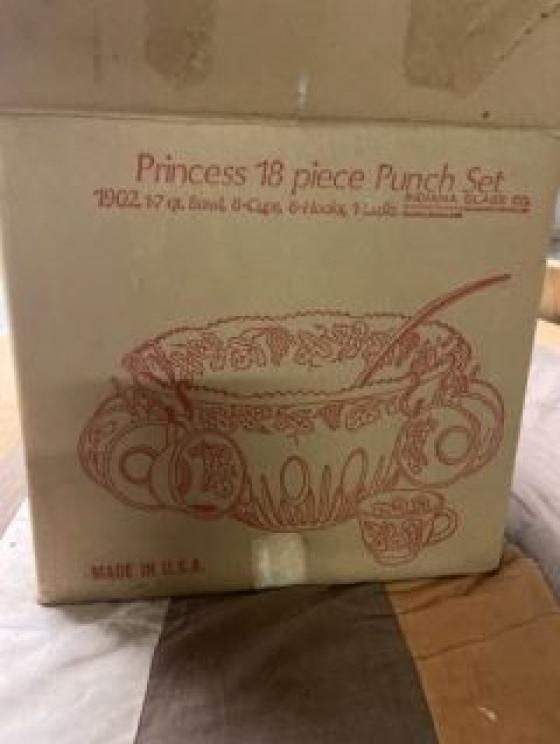 Princess 18 piece Punch Set
1902 1-7 qt. Bowl, 8-Cups, 8-Hooks, 1-Ladle INDIANA GLASS CO.
MADE IN U.S.A.